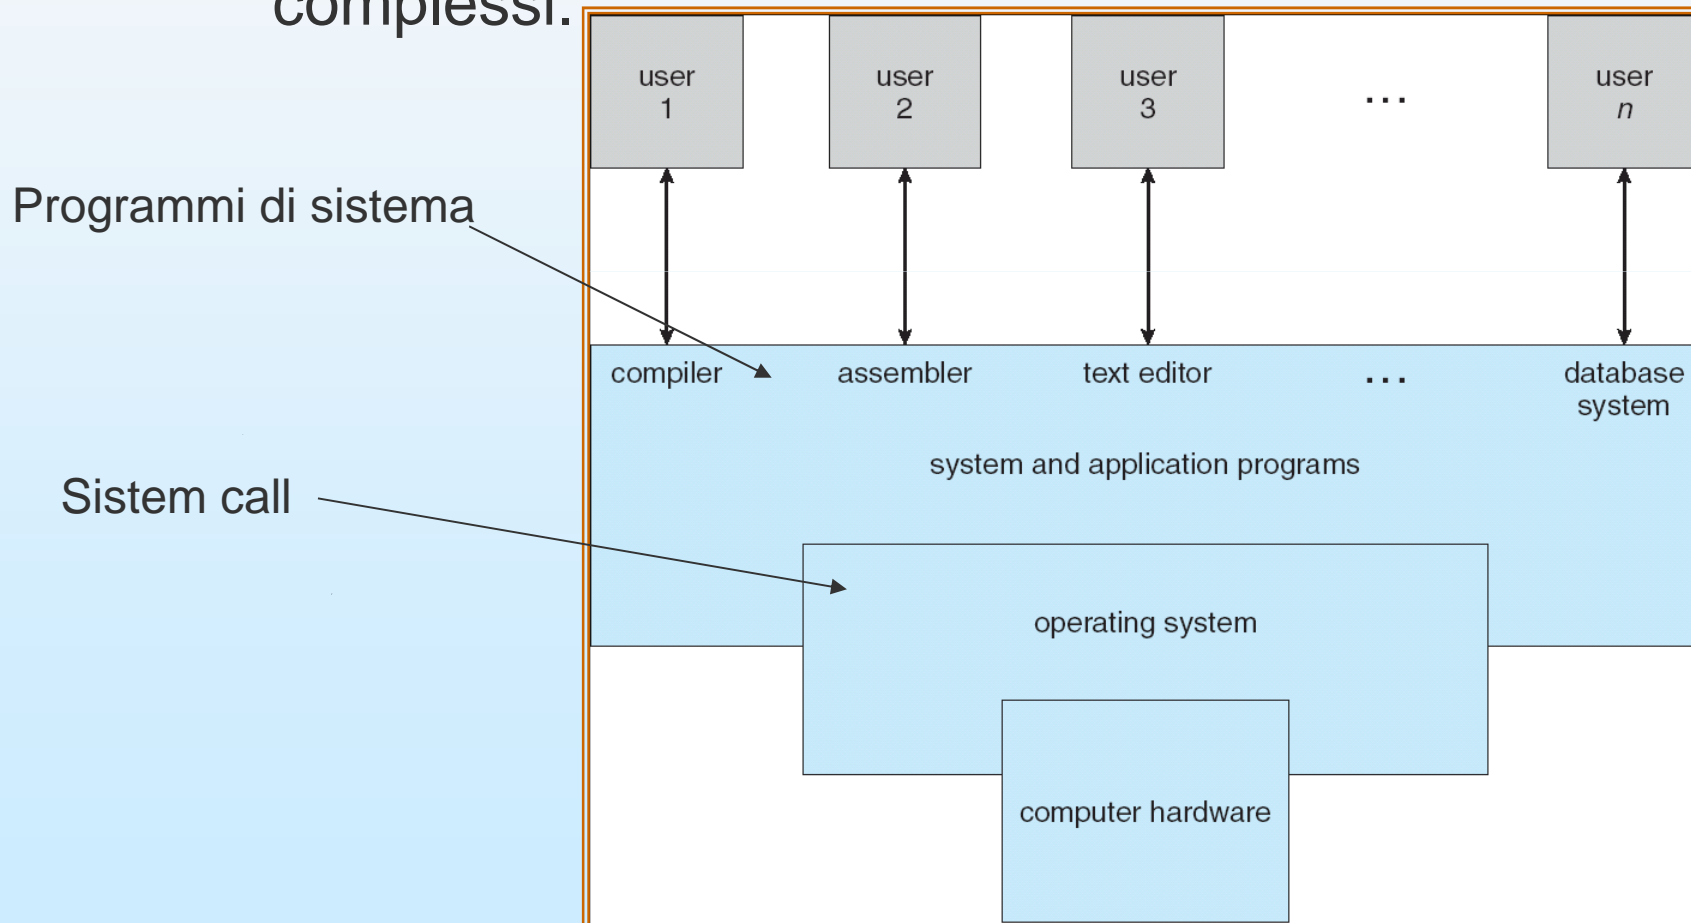 complessi.
user
1
user
2
user
3
...
user
n
Programmi di sistema
compiler
assembler
text editor
...
database
system
system and application programs
Sistem call
operating system
computer hardware